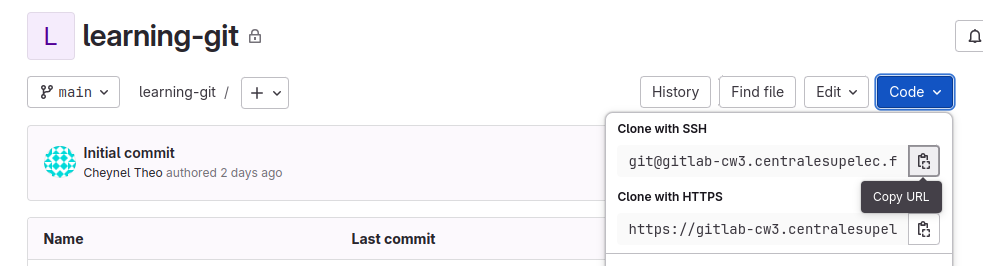 L learning-git
main learning-git / + History Find file Edit Code
Clone with SSH
Initial commit
git@gitlab-cw3.centralesupelec.f
Cheynel Theo authored 2 days ago
Copy URL
Clone with HTTPS
https://gitlab-cw3.centralesupel
Name Last commit